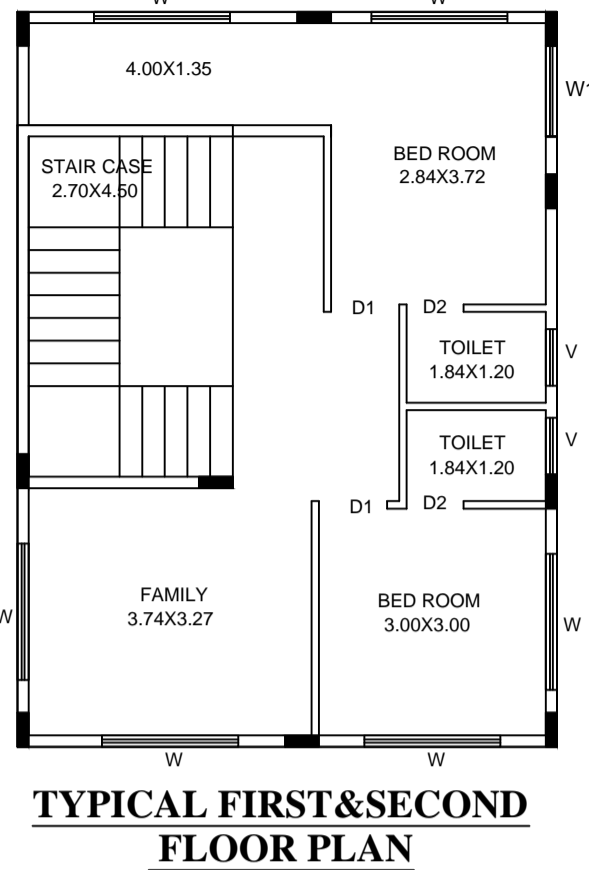 W
W
4.00X1.35
W1
BED ROOM
2.84X3.72
STAIR CASE
2.70X4.50
D1
D2
TOILET
1.84X1.20
V
TOILET
1.84X1.20
V
D1
D2
FAMILY
3.74X3.27
BED ROOM
3.00X3.00
W
W
W
W
TYPICAL FIRST&SECOND
FLOOR PLAN